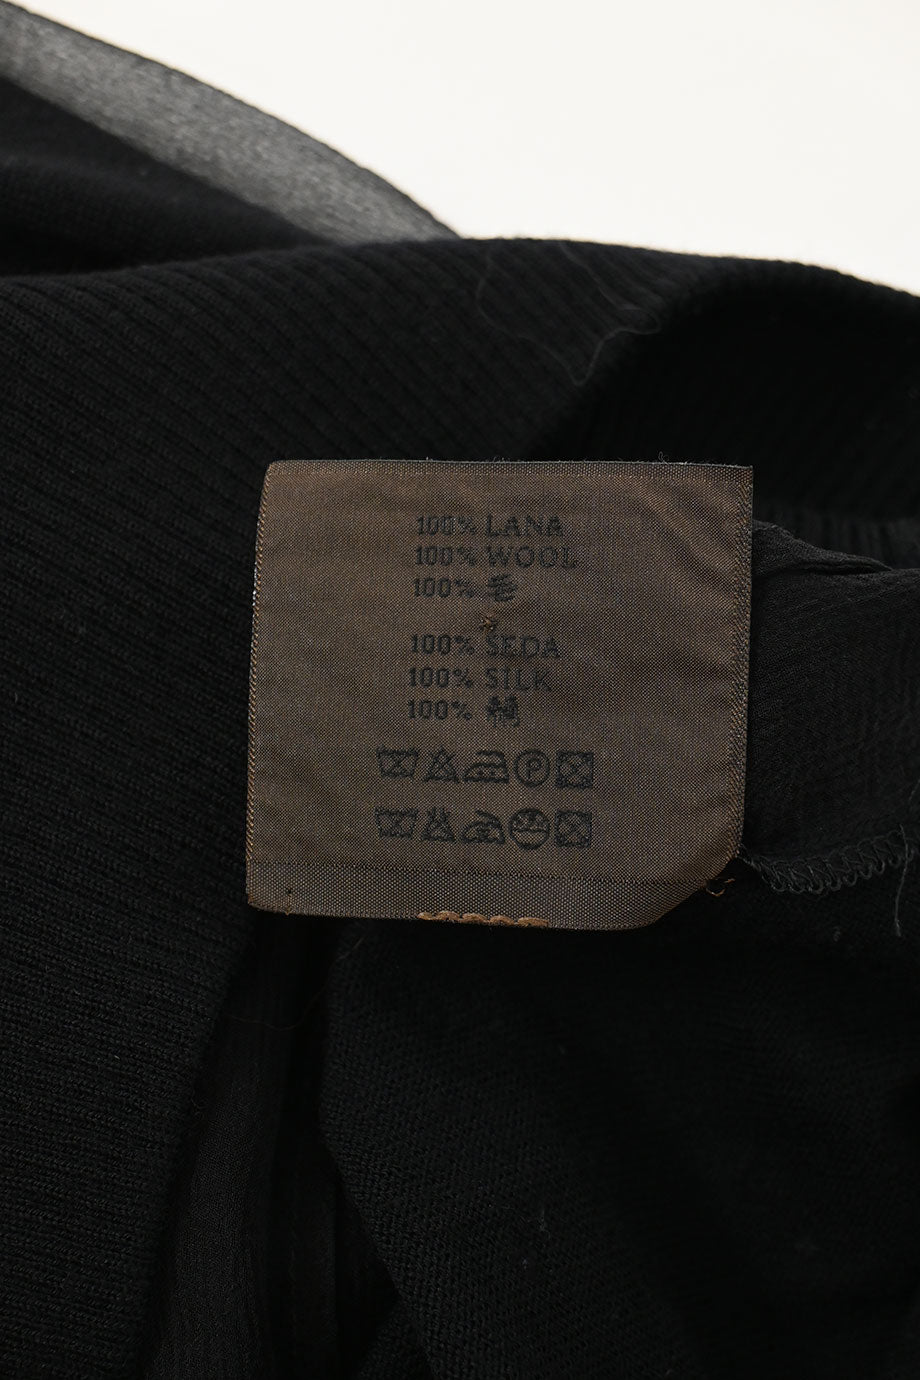 100% LANA
100% WOOL
100% 毛
100% SEDA
100% SILK
100% 絹
P